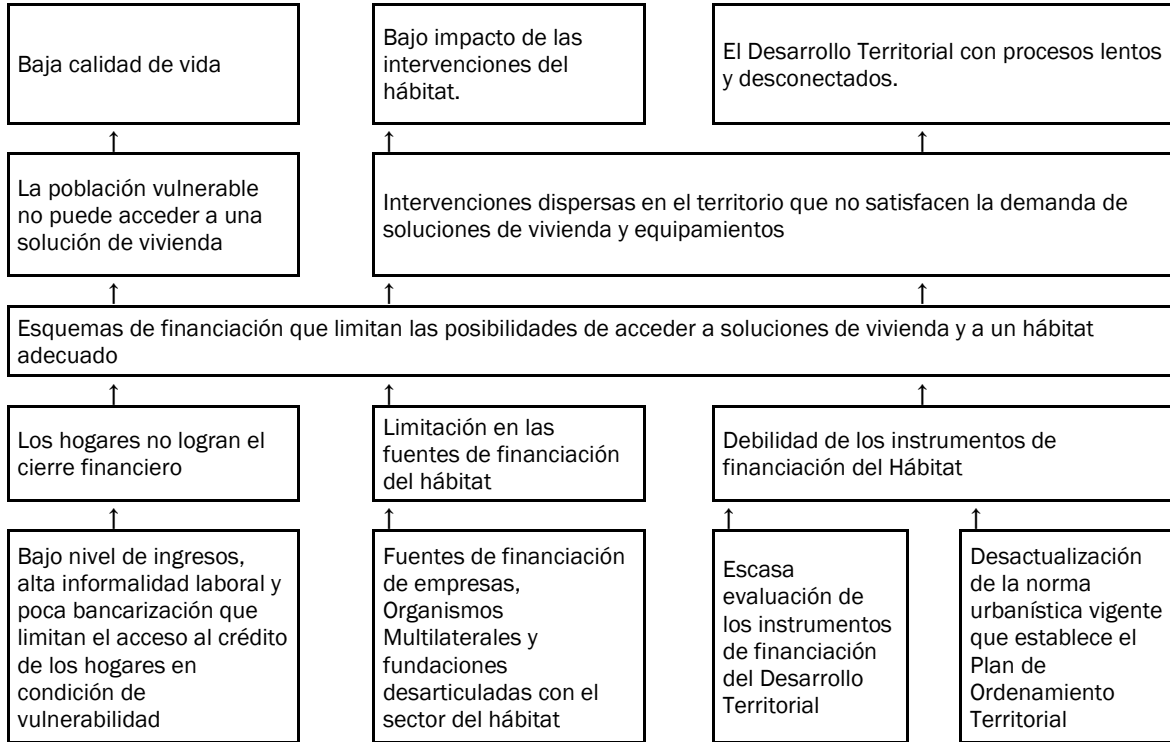 Baja calidad de vida
Bajo impacto de las
intervenciones del
hábitat.
El Desarrollo Territorial con procesos lentos
y desconectados.
↑
↑
↑
La población vulnerable
no puede acceder a una
solución de vivienda
Intervenciones dispersas en el territorio que no satisfacen la demanda de
soluciones de vivienda y equipamientos
↑
↑
↑
Esquemas de financiación que limitan las posibilidades de acceder a soluciones de vivienda y a un hábitat
adecuado
↑
↑
↑
Los hogares no logran el
cierre financiero
Limitación en las
fuentes de financiación
del hábitat
Debilidad de los instrumentos de
financiación del Hábitat
↑
↑
↑
↑
Bajo nivel de ingresos,
alta informalidad laboral y
poca bancarización que
limitan el acceso al crédito
de los hogares en
condición de
vulnerabilidad
Fuentes de financiación
de empresas,
Organismos
Multilaterales y
fundaciones
desarticuladas con el
sector del hábitat
Escasa
evaluación de
los instrumentos
de financiación
del Desarrollo
Territorial
Desactualización
de la norma
urbanística vigente
que establece el
Plan de
Ordenamiento
Territorial